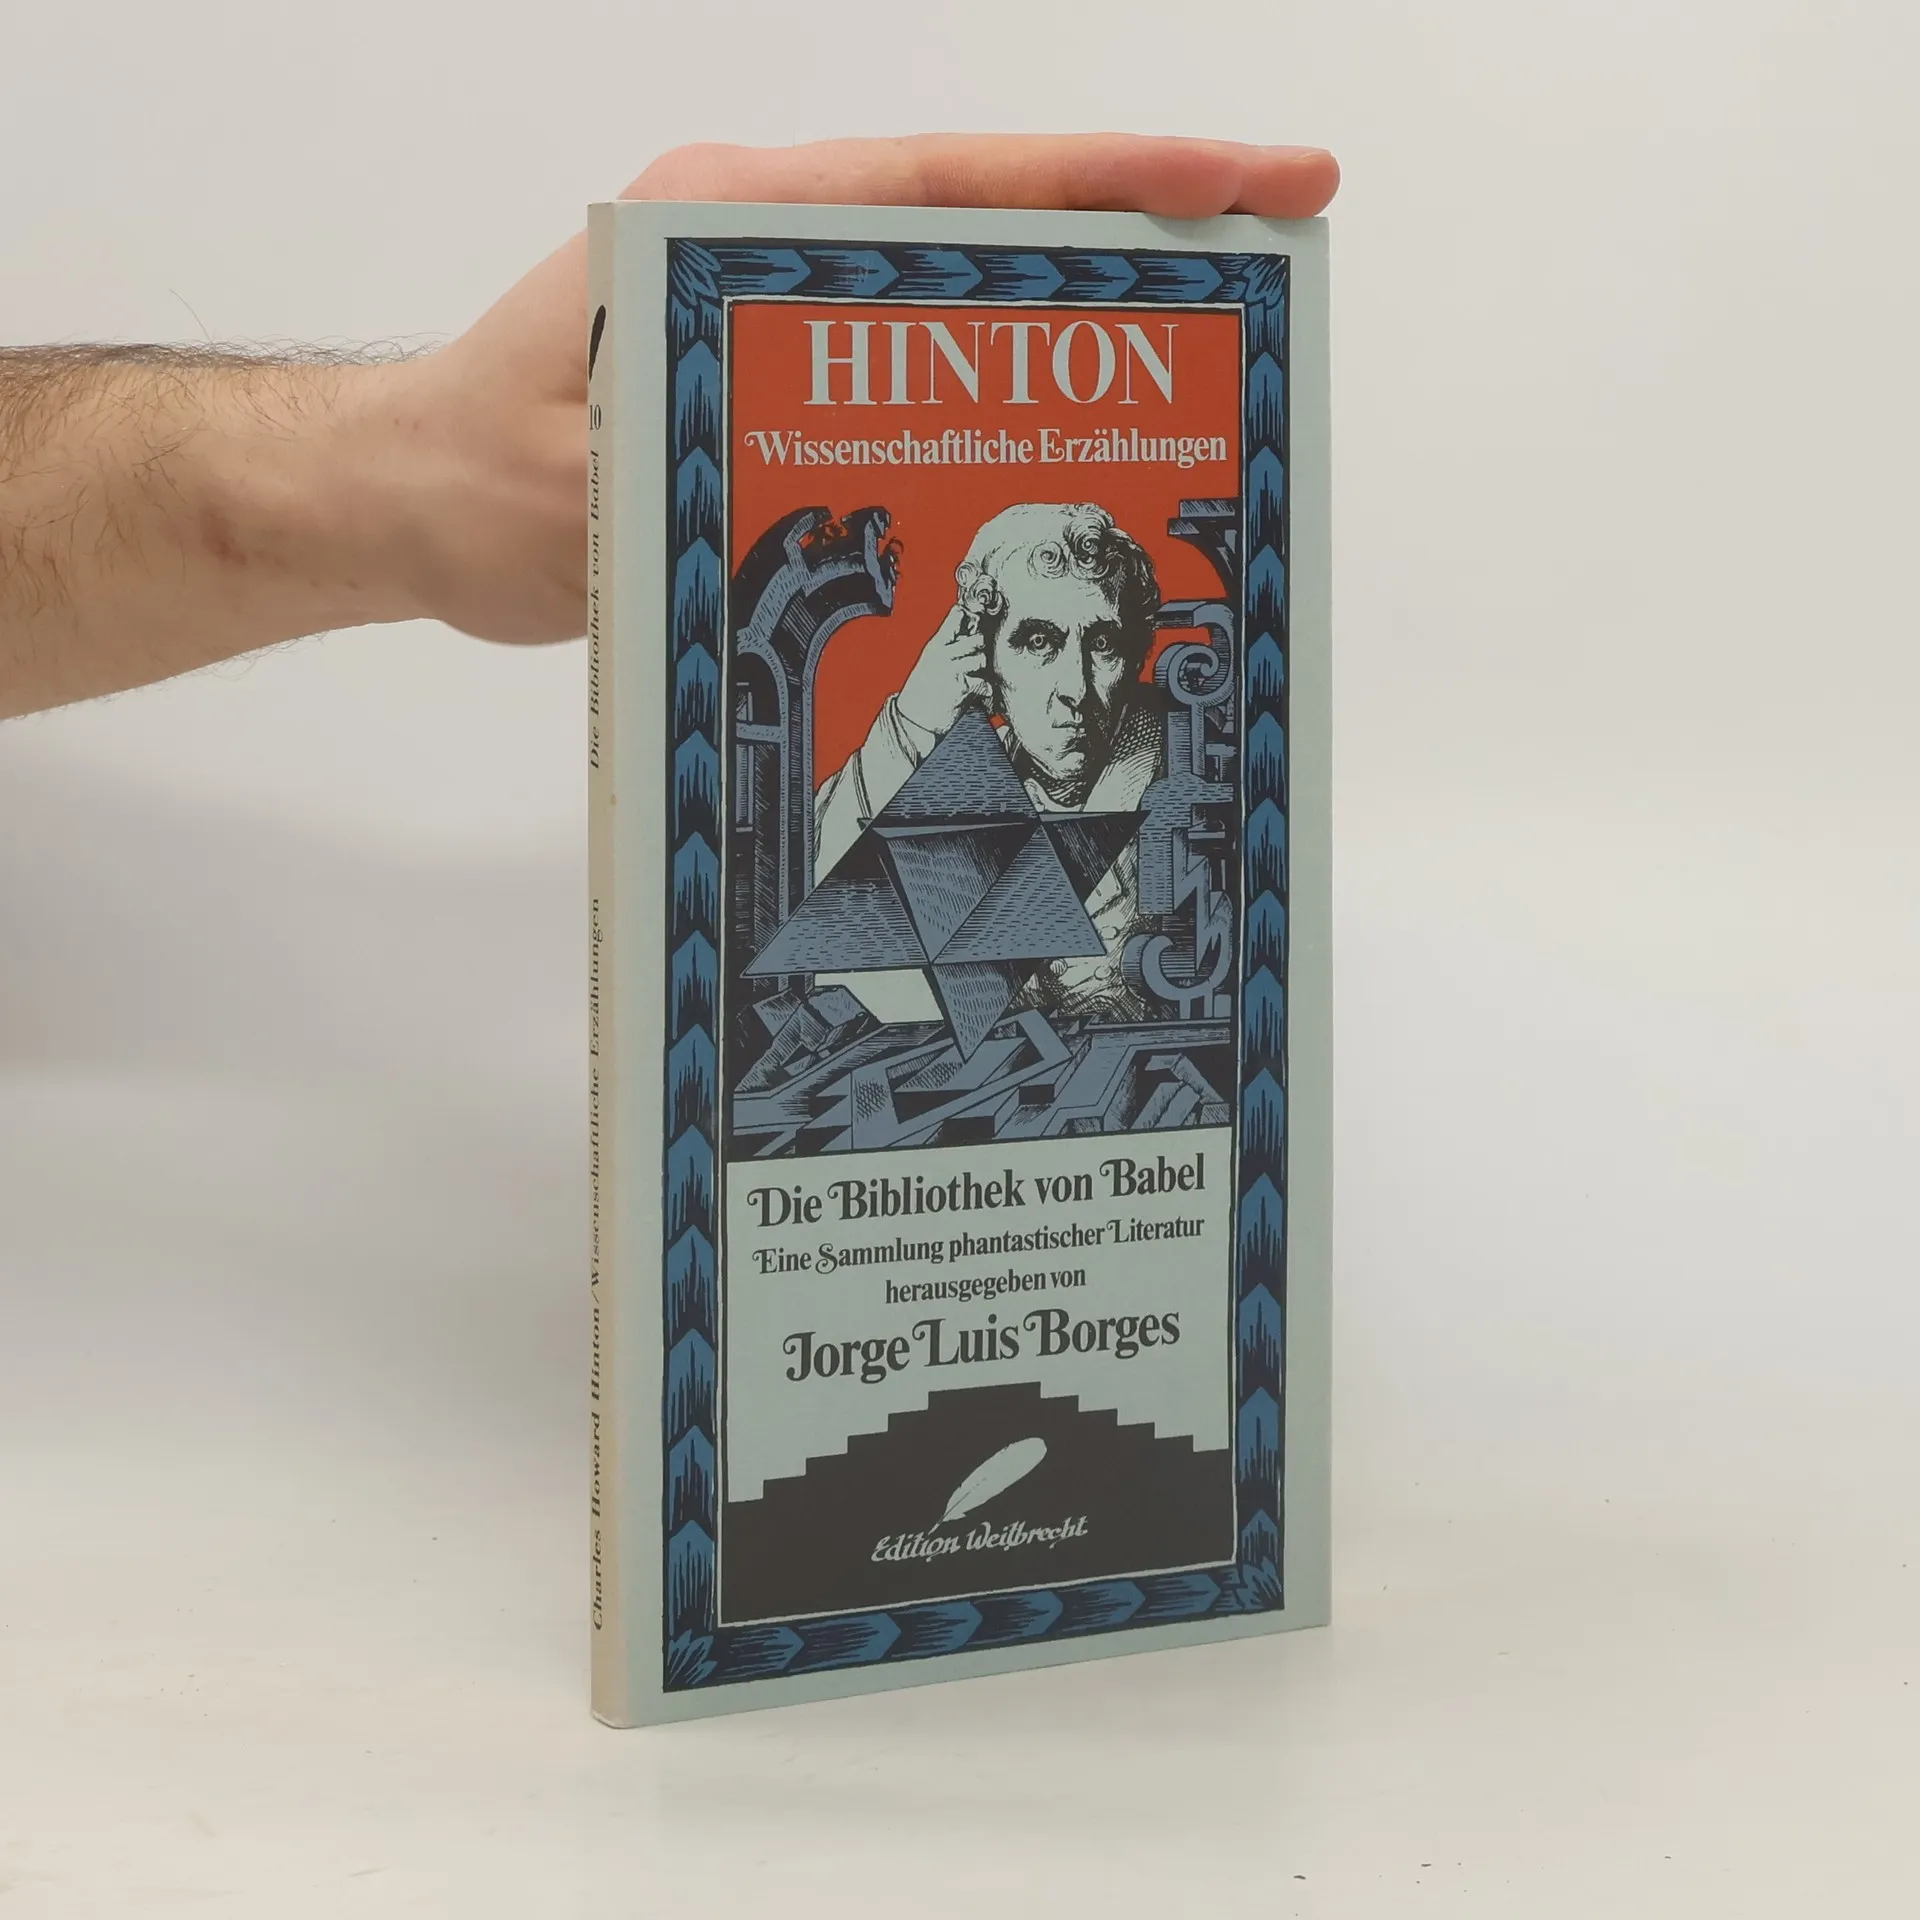 HINTON
Wissenschaftliche Erzählungen
Die Bibliothek von Babel
Eine Sammlung phantastischer Literatur
herausgegeben von
Jorge Luis Borges
Edition Weitbrecht
10
Die Bibliothek von Babel
Charles Howard Hinton/Wissenschaftliche Erzählungen